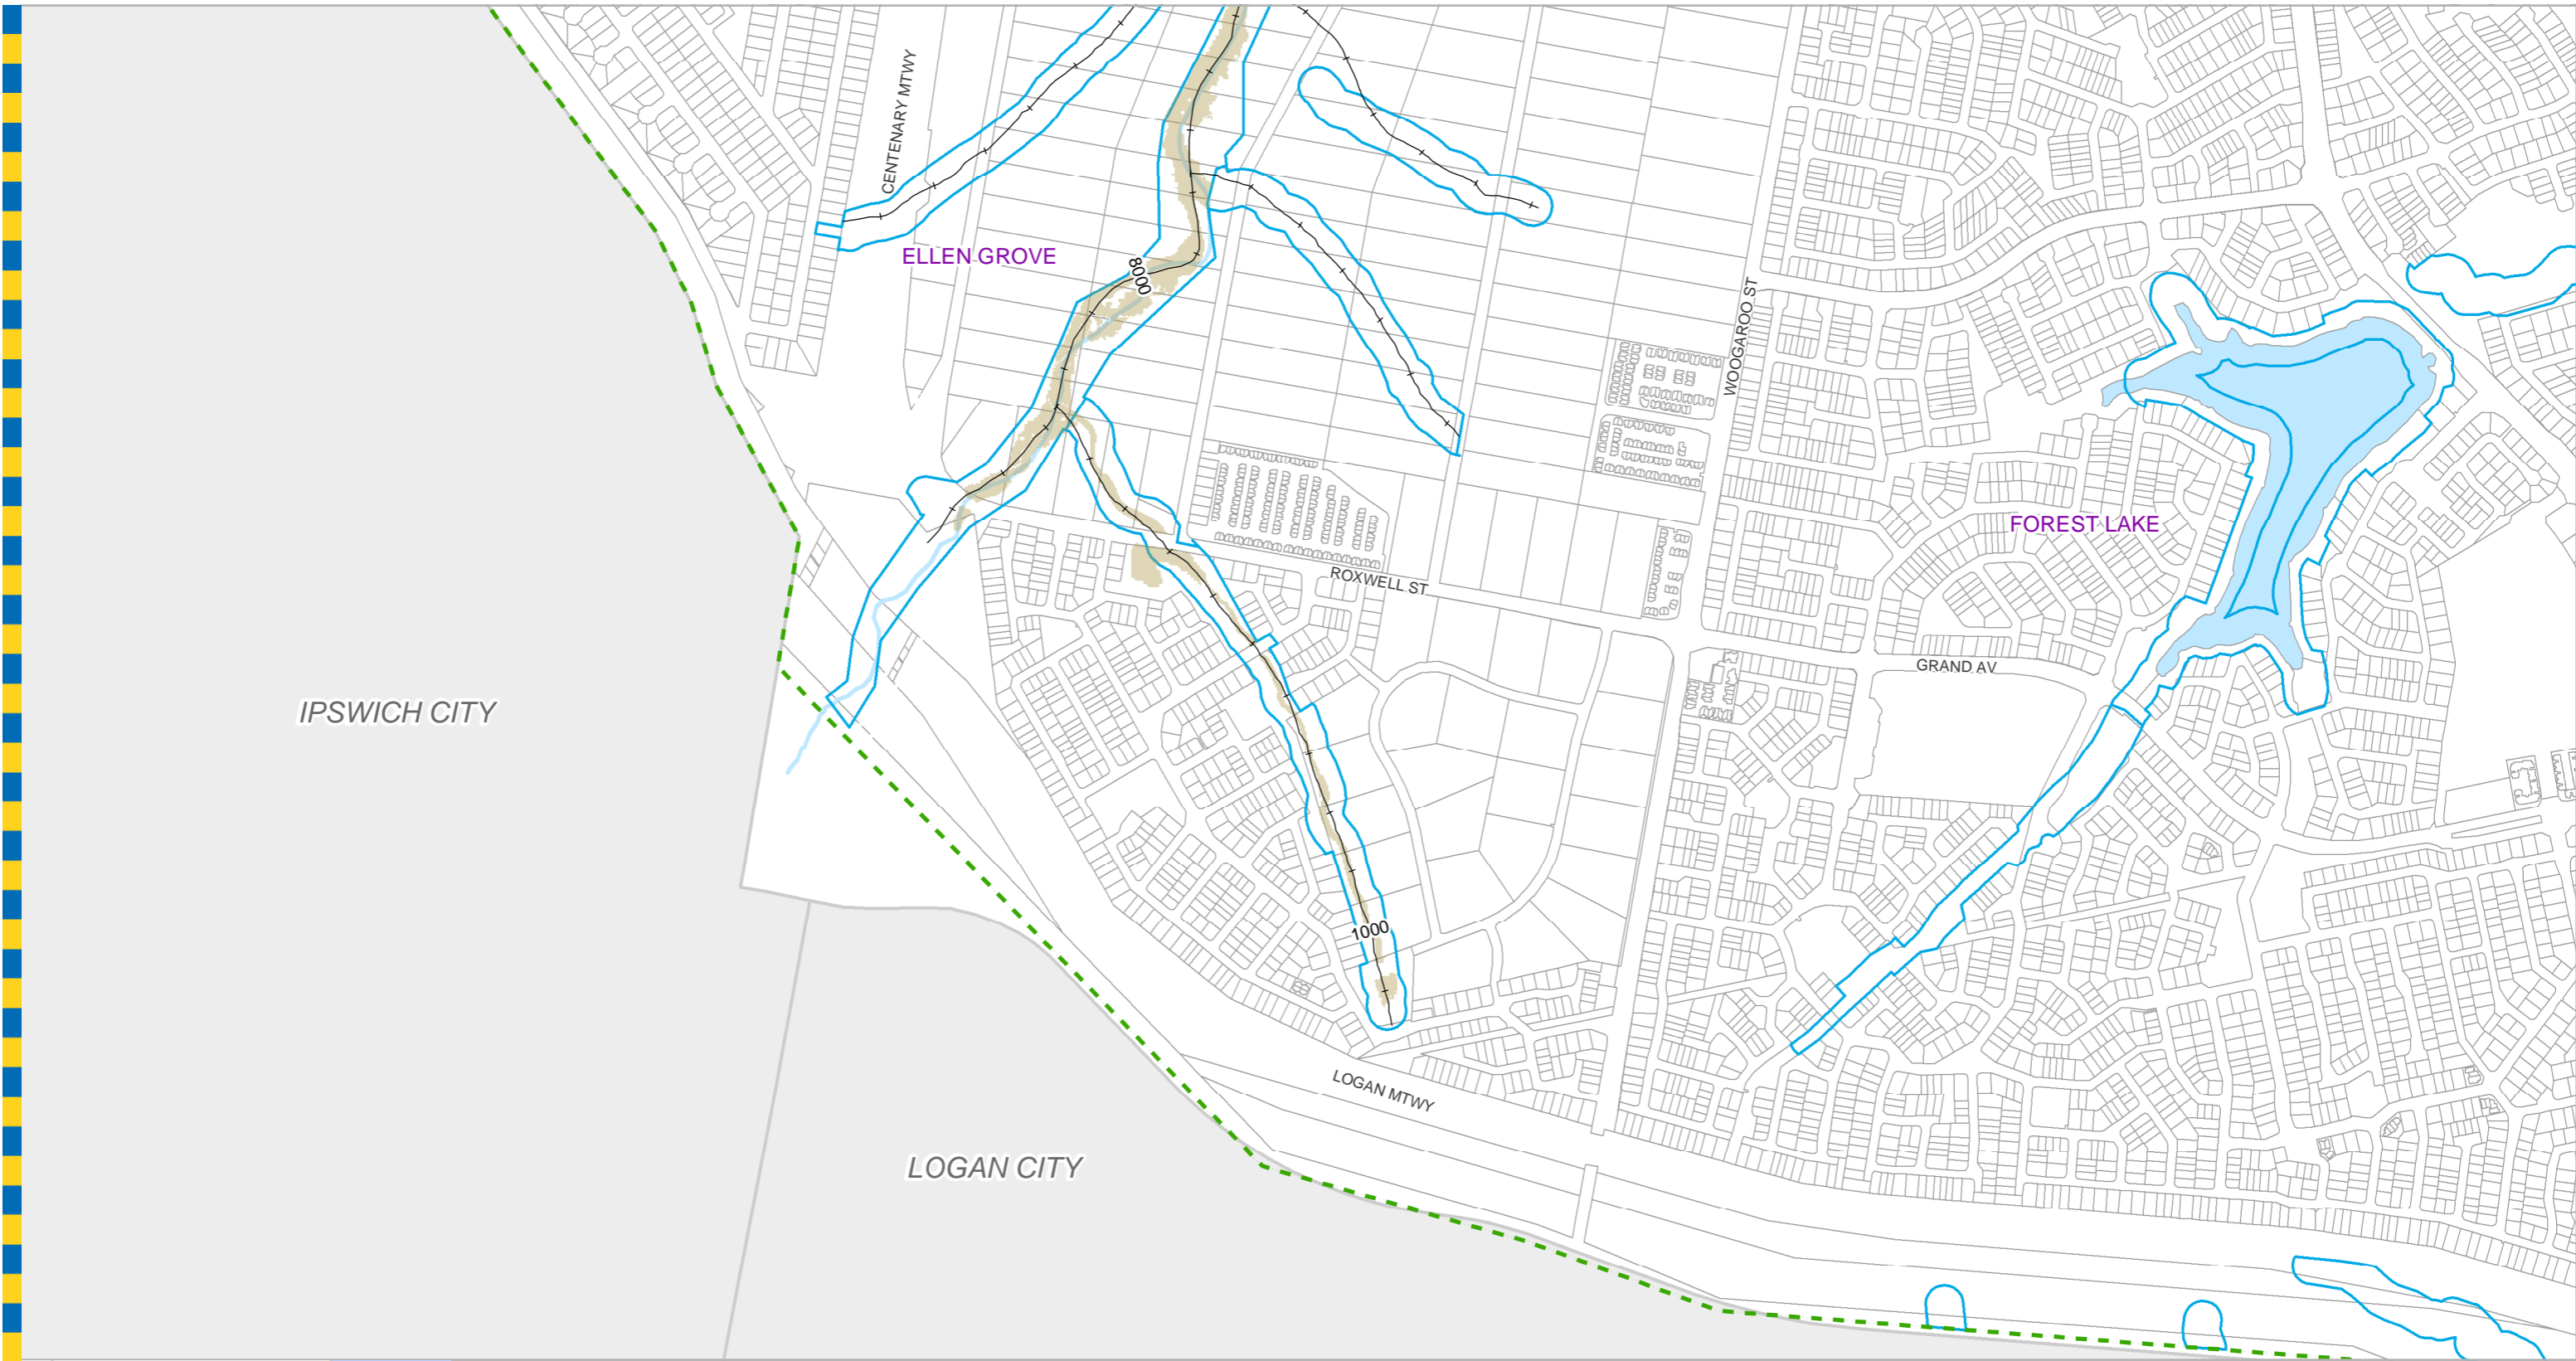 CENTENARY MTWY
ELLEN GROVE
8000
WOOGAROO ST
FOREST LAKE
ROXWELL ST
GRAND AV
IPSWICH CITY
1000
LOGAN MTWY
LOGAN CITY